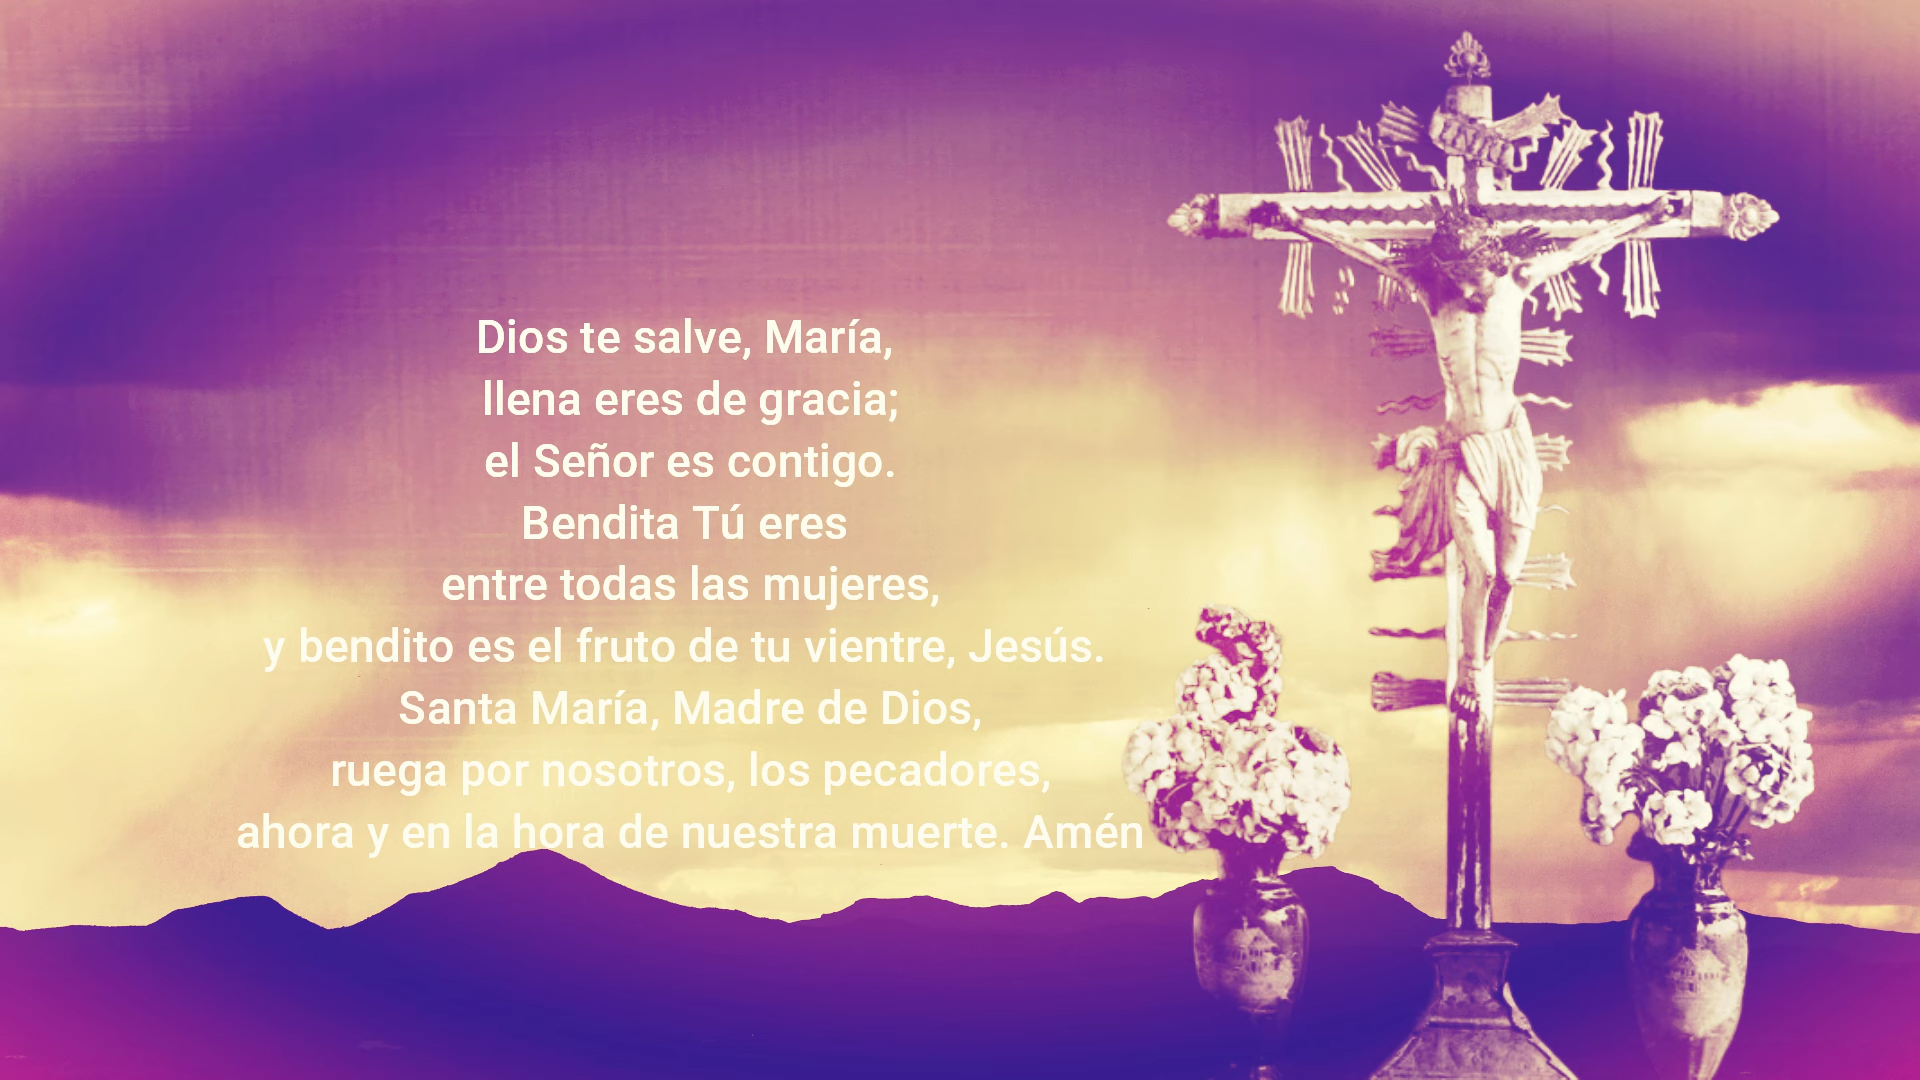 Dios te salve, María,
llena eres de gracia;
el Señor es contigo.
Bendita Tú eres
entre todas las mujeres,
y bendito es el fruto de tu vientre, Jesús.
Santa María, Madre de Dios,
ruega por nosotros, los pecadores,
ahora y en la hora de nuestra muerte. Amén